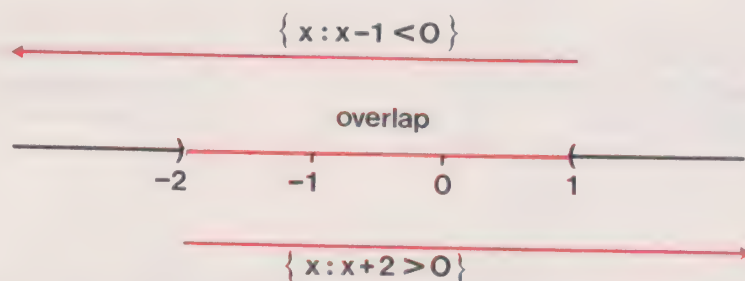 { x : x-1 < 0 }
overlap
-2 -1 0 1
{ x : x+2 > 0 }